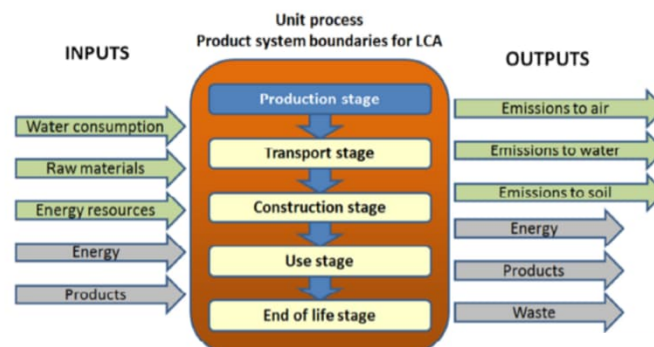 Unit process
Product system boundaries for LCA
INPUTS
OUTPUTS
Water consumption
Raw materials
Energy resources
Energy
Products
Production stage
Transport stage
Construction stage
Use stage
End of life stage
Emissions to air
Emissions to water
Emissions to soil
Energy
Products
Waste